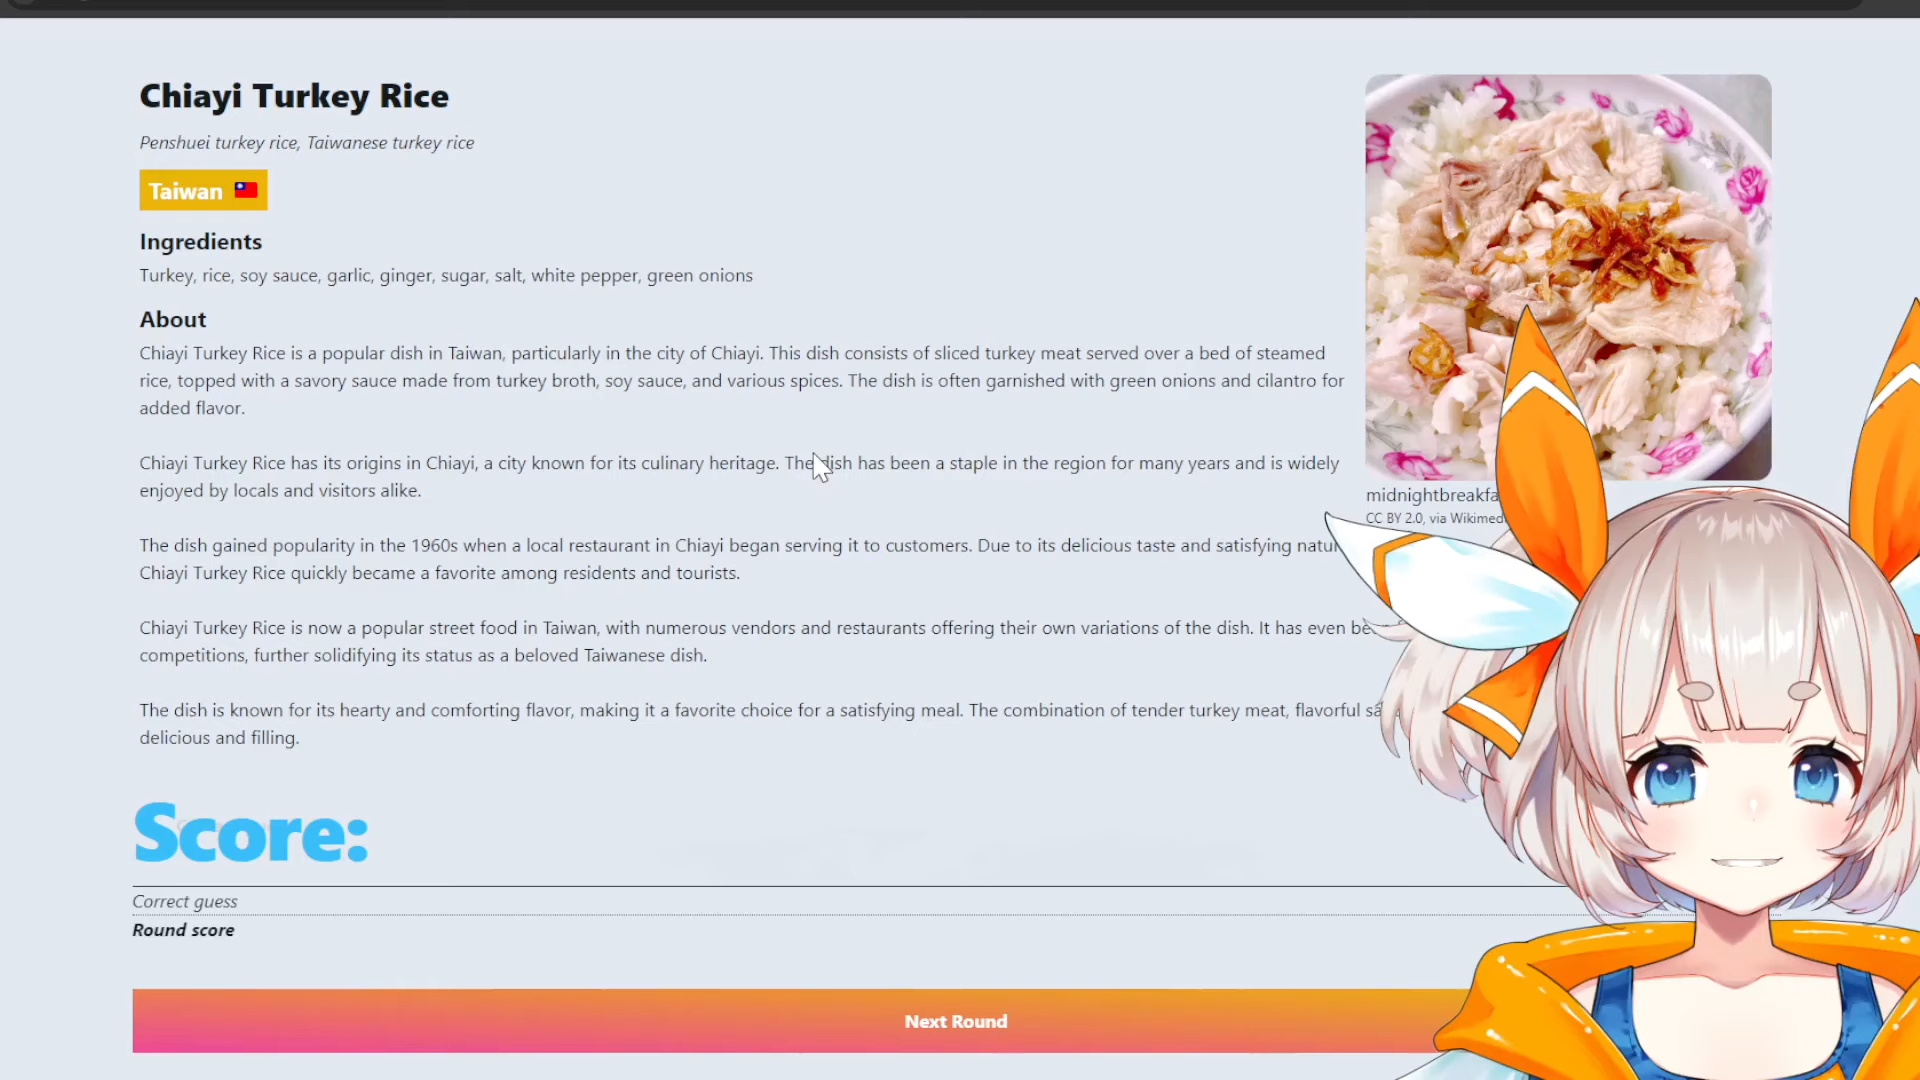 Chiayi Turkey Rice
Penshuei turkey rice, Taiwanese turkey rice
Taiwan
Ingredients
Turkey, rice, soy sauce, garlic, ginger, sugar, salt, white pepper, green onions
About
Chiayi Turkey Rice is a popular dish in Taiwan, particularly in the city of Chiayi. This dish consists of sliced turkey meat served over a bed of steamed
rice, topped with a savory sauce made from turkey broth, soy sauce, and various spices. The dish is often garnished with green onions and cilantro for
added flavor.
Chiayi Turkey Rice has its origins in Chiayi, a city known for its culinary heritage. The dish has been a staple in the region for many years and is widely
enjoyed by locals and visitors alike.
The dish gained popularity in the 1960s when a local restaurant in Chiayi began serving it to customers. Due to its delicious taste and satisfying
Chiayi Turkey Rice quickly became a favorite among residents and tourists.
Chiayi Turkey Rice is now a popular street food in Taiwan, with numerous vendors and restaurants offering their own variations of the dish. It has even
competitions, further solidifying its status as a beloved Taiwanese dish.
The dish is known for its hearty and comforting flavor, making it a favorite choice for a satisfying meal. The combination of tender turkey meat, flavorful
delicious and filling.
CC BY 2.0, via
Score:
Correct guess
Round score
Next Round